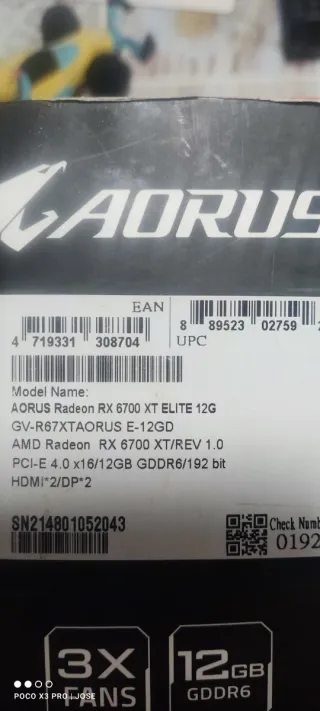 AORUS
EAN
4 719331 308704
8 89523 02759
UPC
Model Name:
AORUS Radeon RX 6700 XT ELITE 12G
GV-R67XTAORUS E-12GD
AMD Radeon RX 6700 XT/REV 1.0
PCI-E 4.0 x16/12GB GDDR6/192 bit
HDMI*2/DP*2
SN214801052043
Check Numb
0192
3X
FANS
12GB
GDDR6
POCO X3 PRO | JOSE